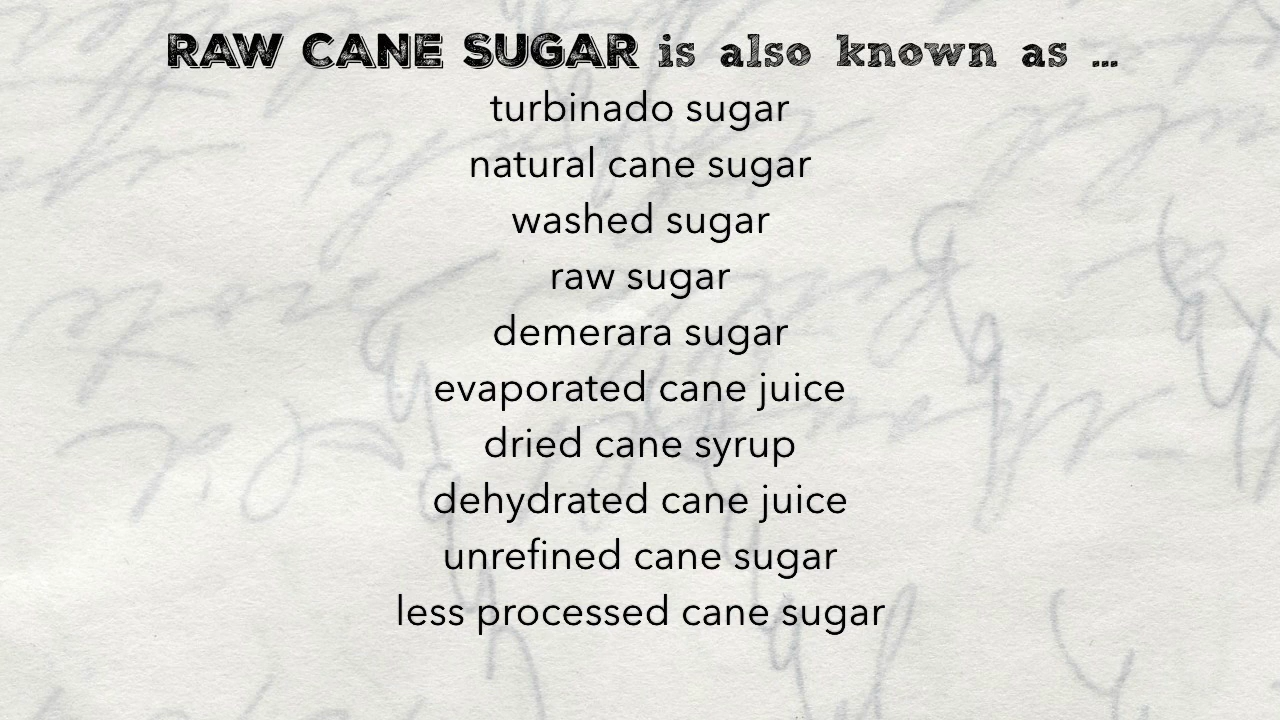 RAW CANE SUGAR is also known as ...
turbinado sugar
natural cane sugar
washed sugar
raw sugar
demerara sugar
evaporated cane juice
dried cane syrup
dehydrated cane juice
unrefined cane sugar
less processed cane sugar